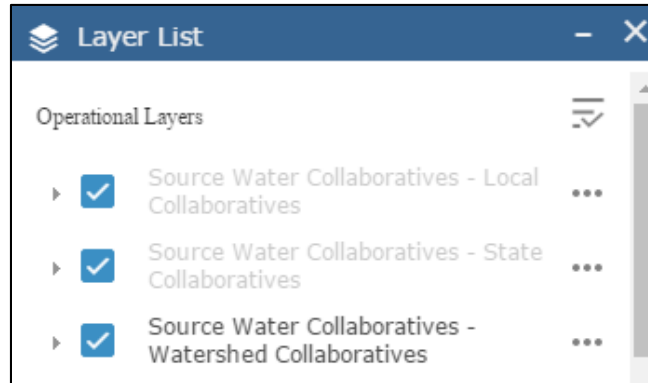 Layer List
Operational Layers
Source Water Collaboratives - Local
Collaboratives
Source Water Collaboratives - State
Collaboratives
Source Water Collaboratives -
Watershed Collaboratives